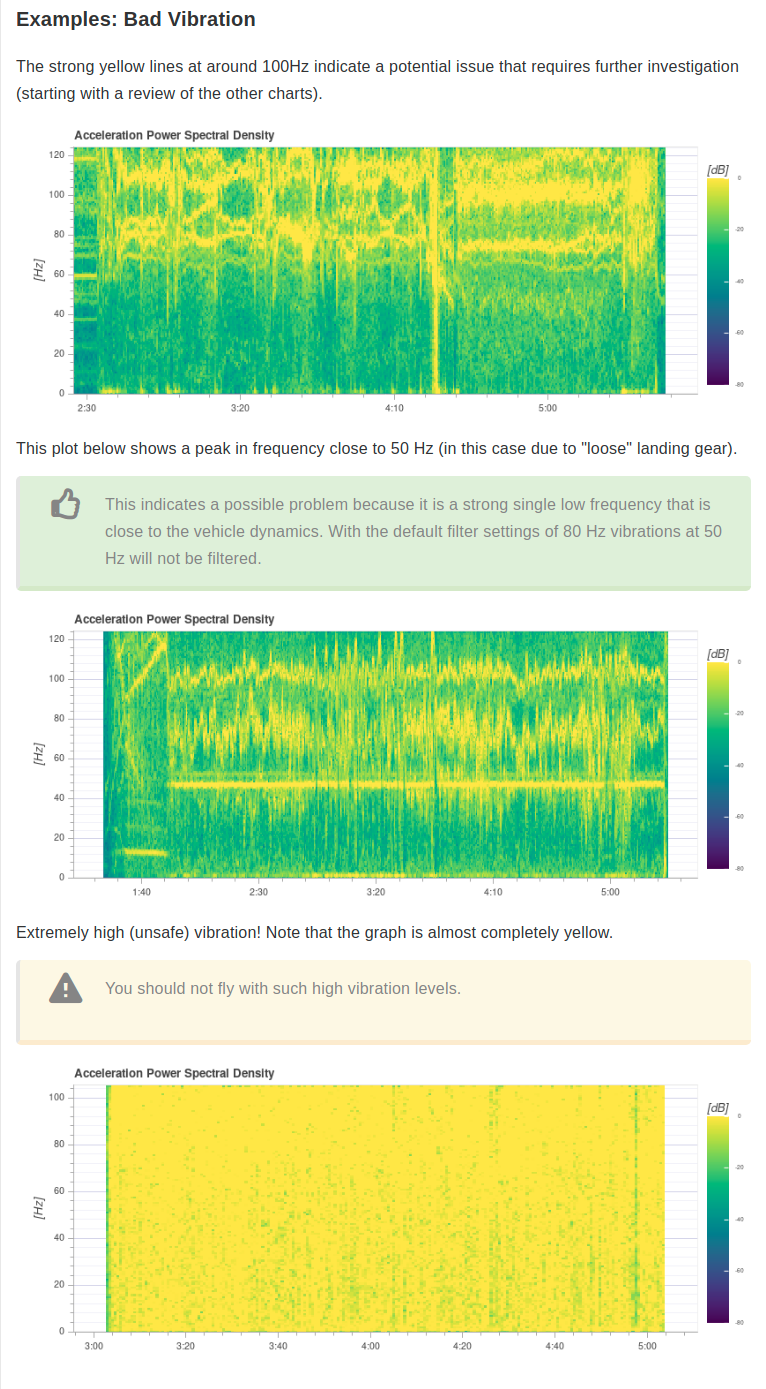 Examples: Bad Vibration
The strong yellow lines at around 100Hz indicate a potential issue that requires further investigation
(starting with a review of the other charts).
Acceleration Power Spectral Density
[dB]
[Hz]
120
100
80
60
40
20
0
0
-20
-40
-60
-80
2:30 3:20 4:10 5:00
This plot below shows a peak in frequency close to 50 Hz (in this case due to "loose" landing gear).
This indicates a possible problem because it is a strong single low frequency that is
close to the vehicle dynamics. With the default filter settings of 80 Hz vibrations at 50
Hz will not be filtered.
Acceleration Power Spectral Density
[dB]
[Hz]
120
100
80
60
40
20
0
0
-20
-40
-60
-80
1:40 2:30 3:20 4:10 5:00
Extremely high (unsafe) vibration! Note that the graph is almost completely yellow.
You should not fly with such high vibration levels.
Acceleration Power Spectral Density
[dB]
[Hz]
100
80
60
40
20
0
0
-20
-40
-60
-80
3:00 3:20 3:40 4:00 4:20 4:40 5:00